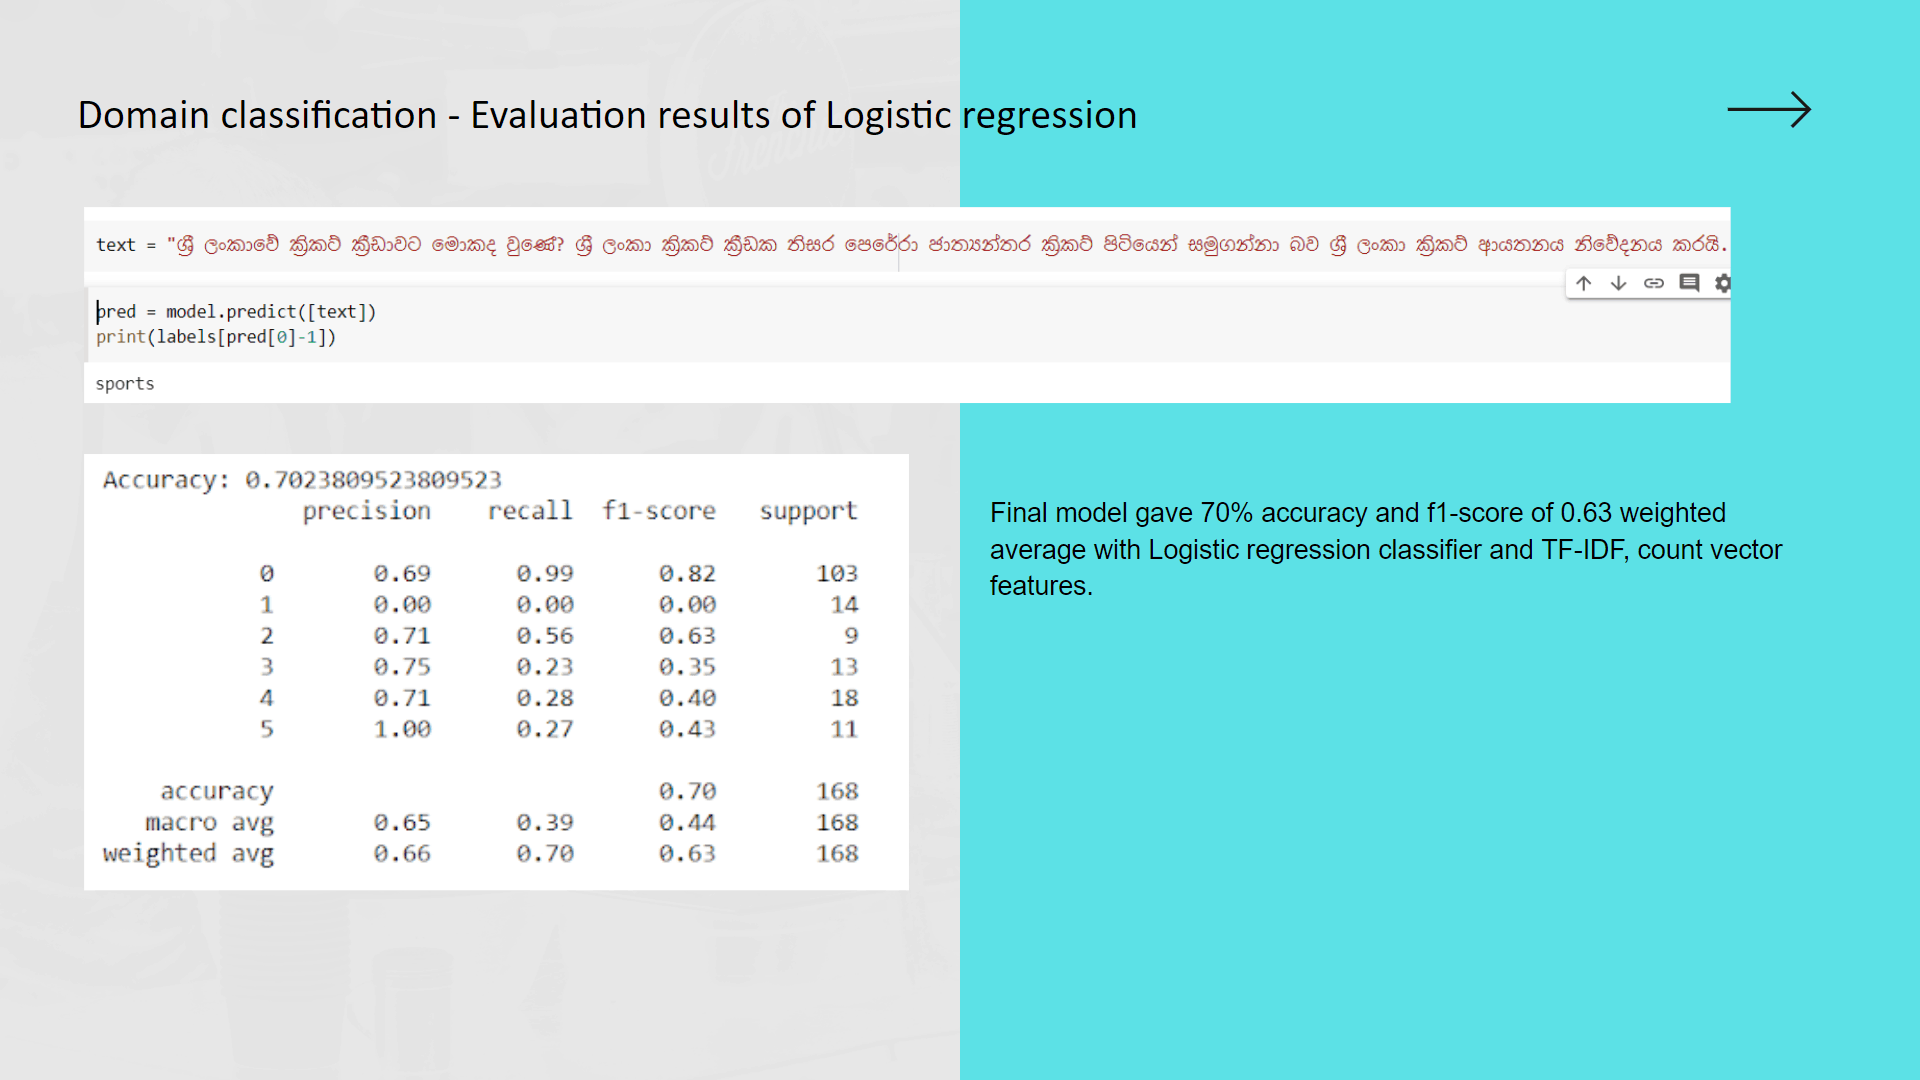 Domain classification - Evaluation results of Logistic regression
text = "ශ්‍රී ලංකාවේ ක්‍රිකට් ක්‍රීඩාවට මොකද වුණේ? ශ්‍රී ලංකා ක්‍රිකට් ක්‍රීඩක තිසර පෙරේරා ජාත්‍යන්තර ක්‍රිකට් පිටියෙන් සමුගන්නා බව ශ්‍රී ලංකා ක්‍රිකට් ආයතනය නිවේදනය කරයි.
pred = model.predict([text])
print(labels[pred[0]-1])
sports
Accuracy: 0.7023809523809523
precision recall f1-score support
0 0.69 0.99 0.82 103
1 0.00 0.00 0.00 14
2 0.71 0.56 0.63 9
3 0.75 0.23 0.35 13
4 0.71 0.28 0.40 18
5 1.00 0.27 0.43 11
accuracy 0.70 168
macro avg 0.65 0.39 0.44 168
weighted avg 0.66 0.70 0.63 168
Final model gave 70% accuracy and f1-score of 0.63 weighted
average with Logistic regression classifier and TF-IDF, count vector
features.